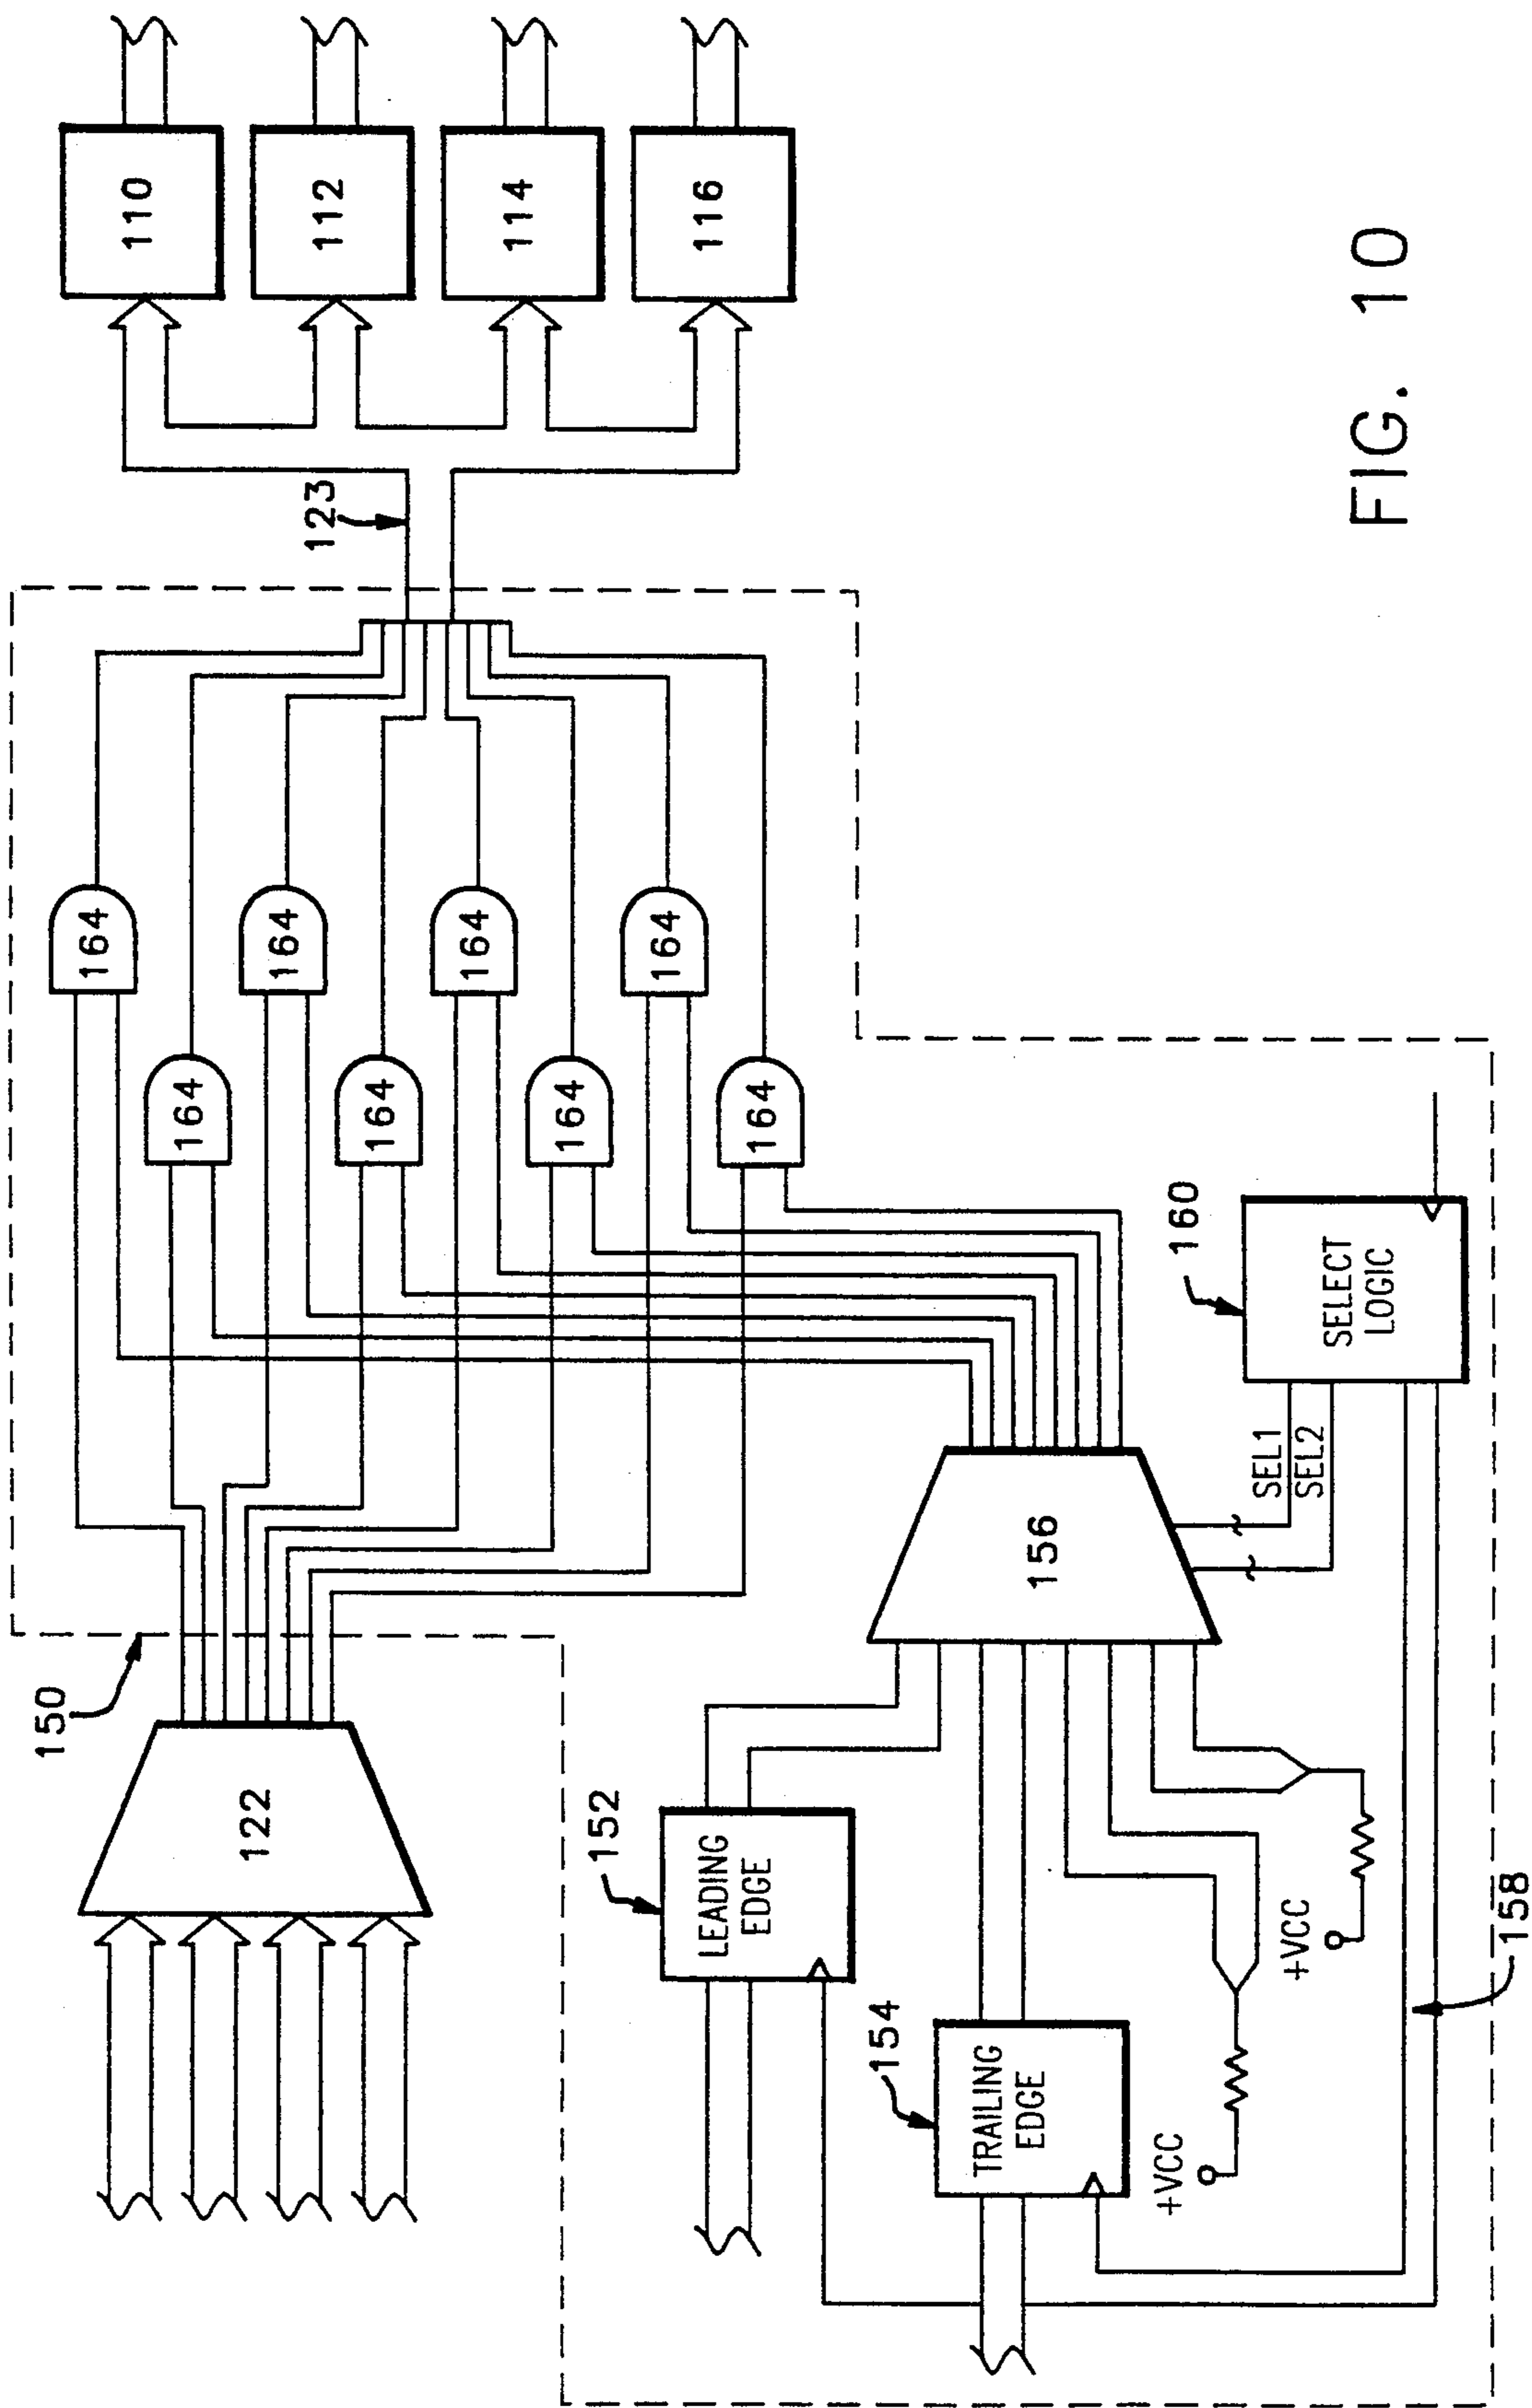 110
112
114
116
123
164
164
164
164
164
164
164
164
150
122
160
SELECT
LOGIC
SEL1
SEL2
156
152
LEADING
EDGE
154
TRAILING
EDGE
+VCC
+VCC
158
FIG. 10